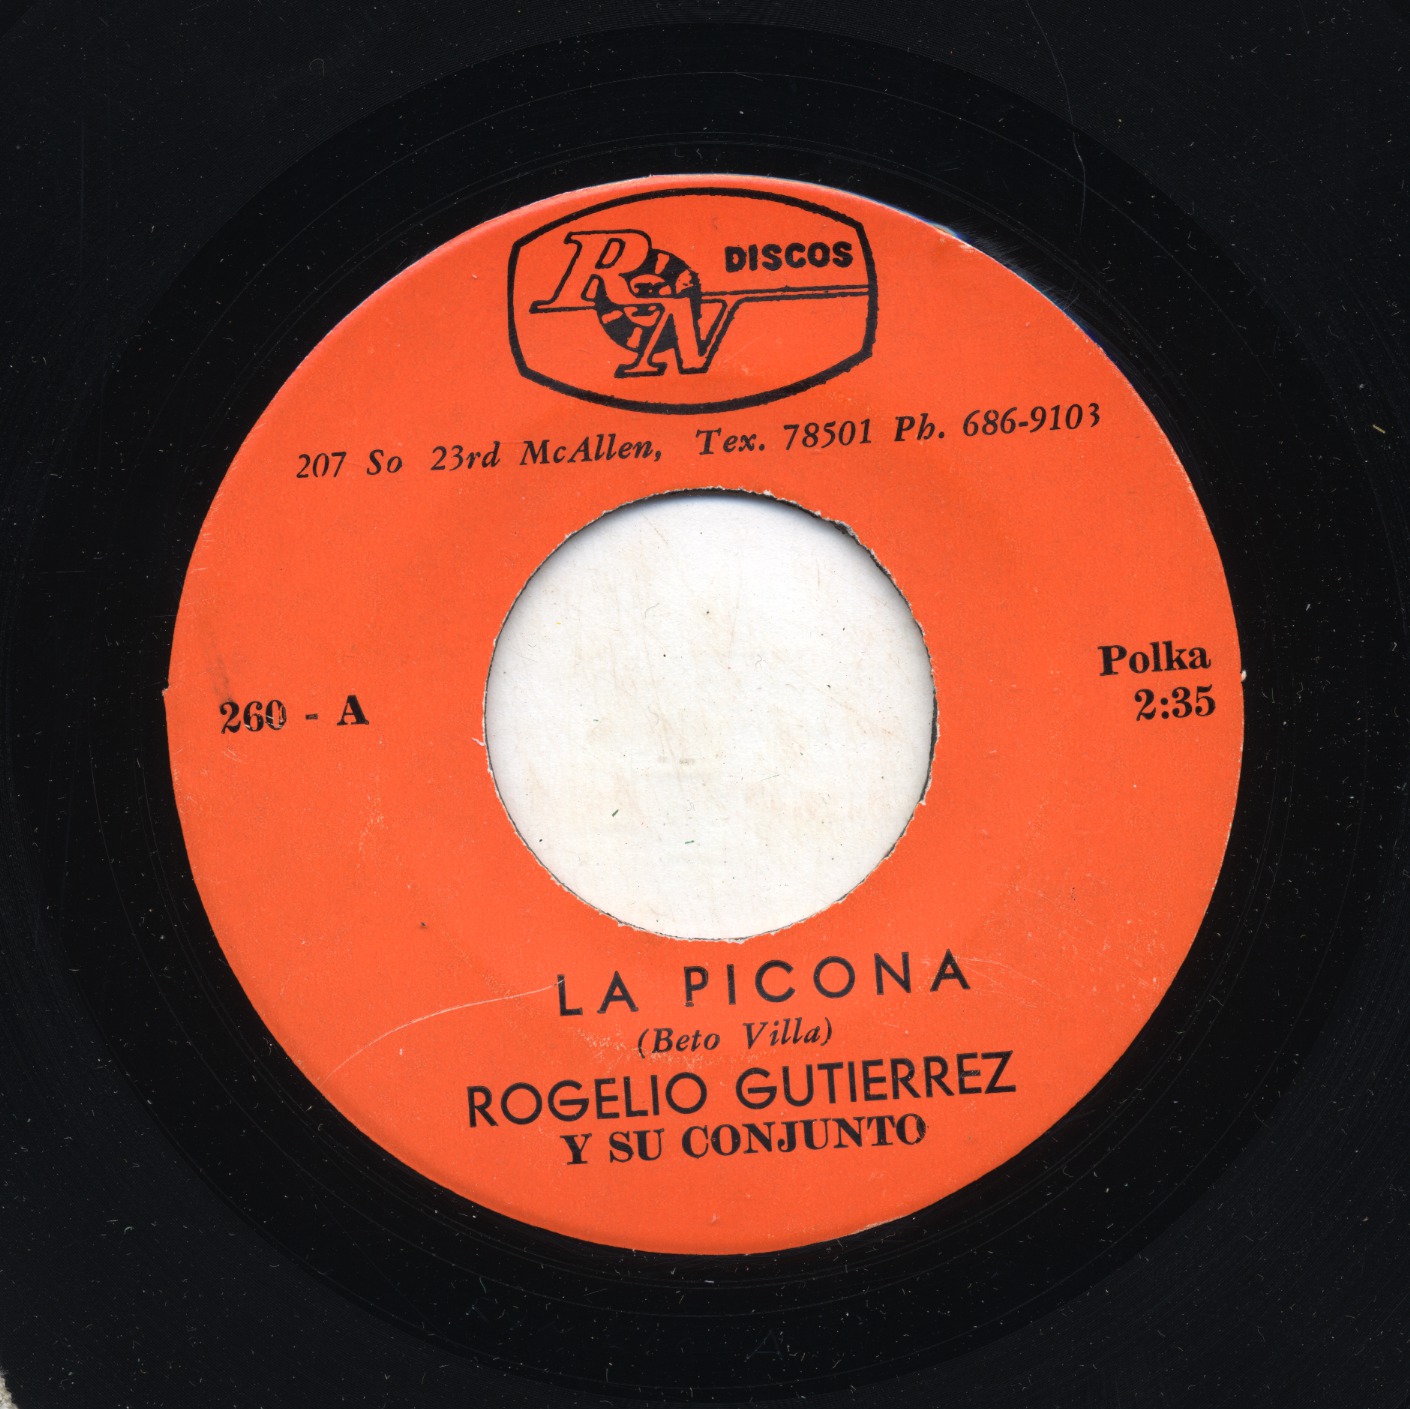 RN DISCOS
207 So 23rd McAllen, Tex. 78501 Ph. 686-9103
Polka
2:35
260 - A
LA PICONA
(Beto Villa)
ROGELIO GUTIERREZ
Y SU CONJUNTO